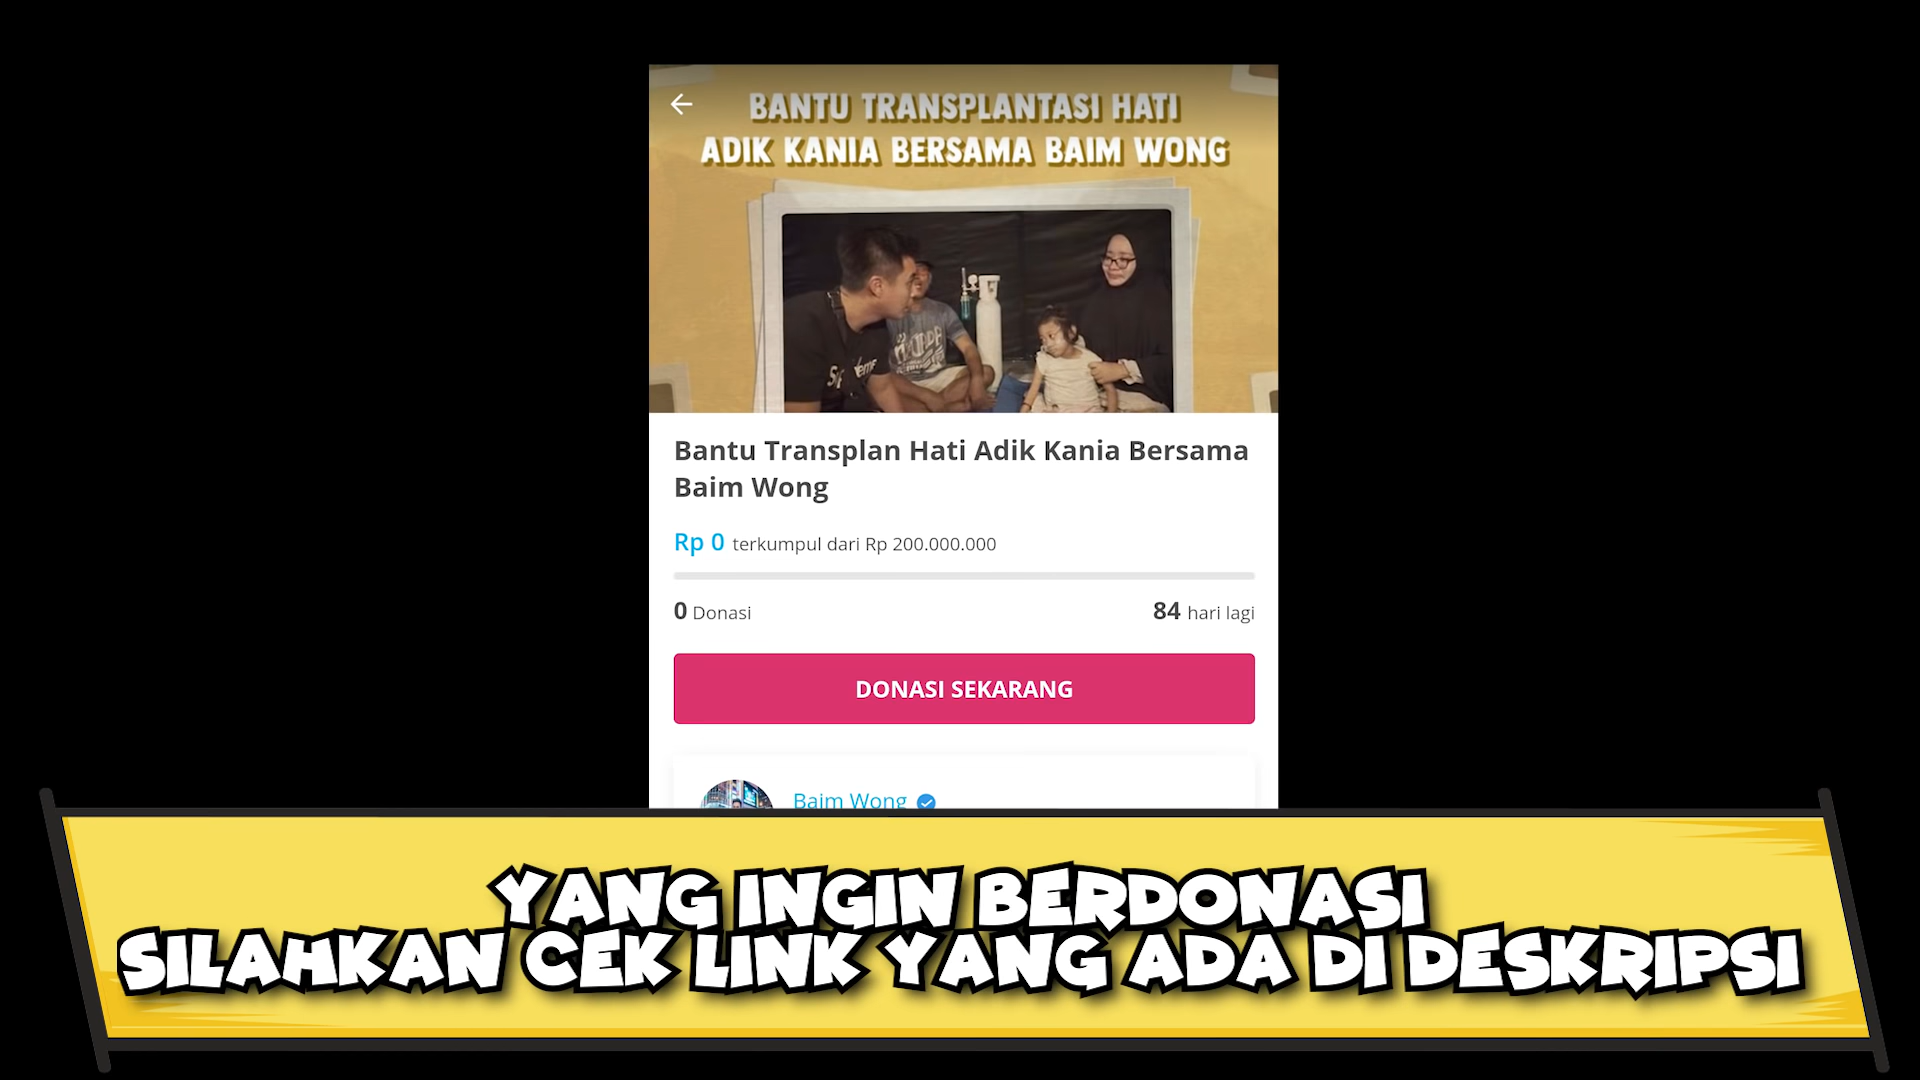 BANTU TRANSPLANTASI HATI
ADIK KANIA BERSAMA BAIM WONG
Bantu Transplan Hati Adik Kania Bersama
Baim Wong
Rp 0 terkumpul dari Rp 200.000.000
0 Donasi
84 hari lagi
DONASI SEKARANG
Baim Wong
YANG INGIN BERDONASI
SILAHKAN CEK LINK YANG ADA DI DESKRIPSI